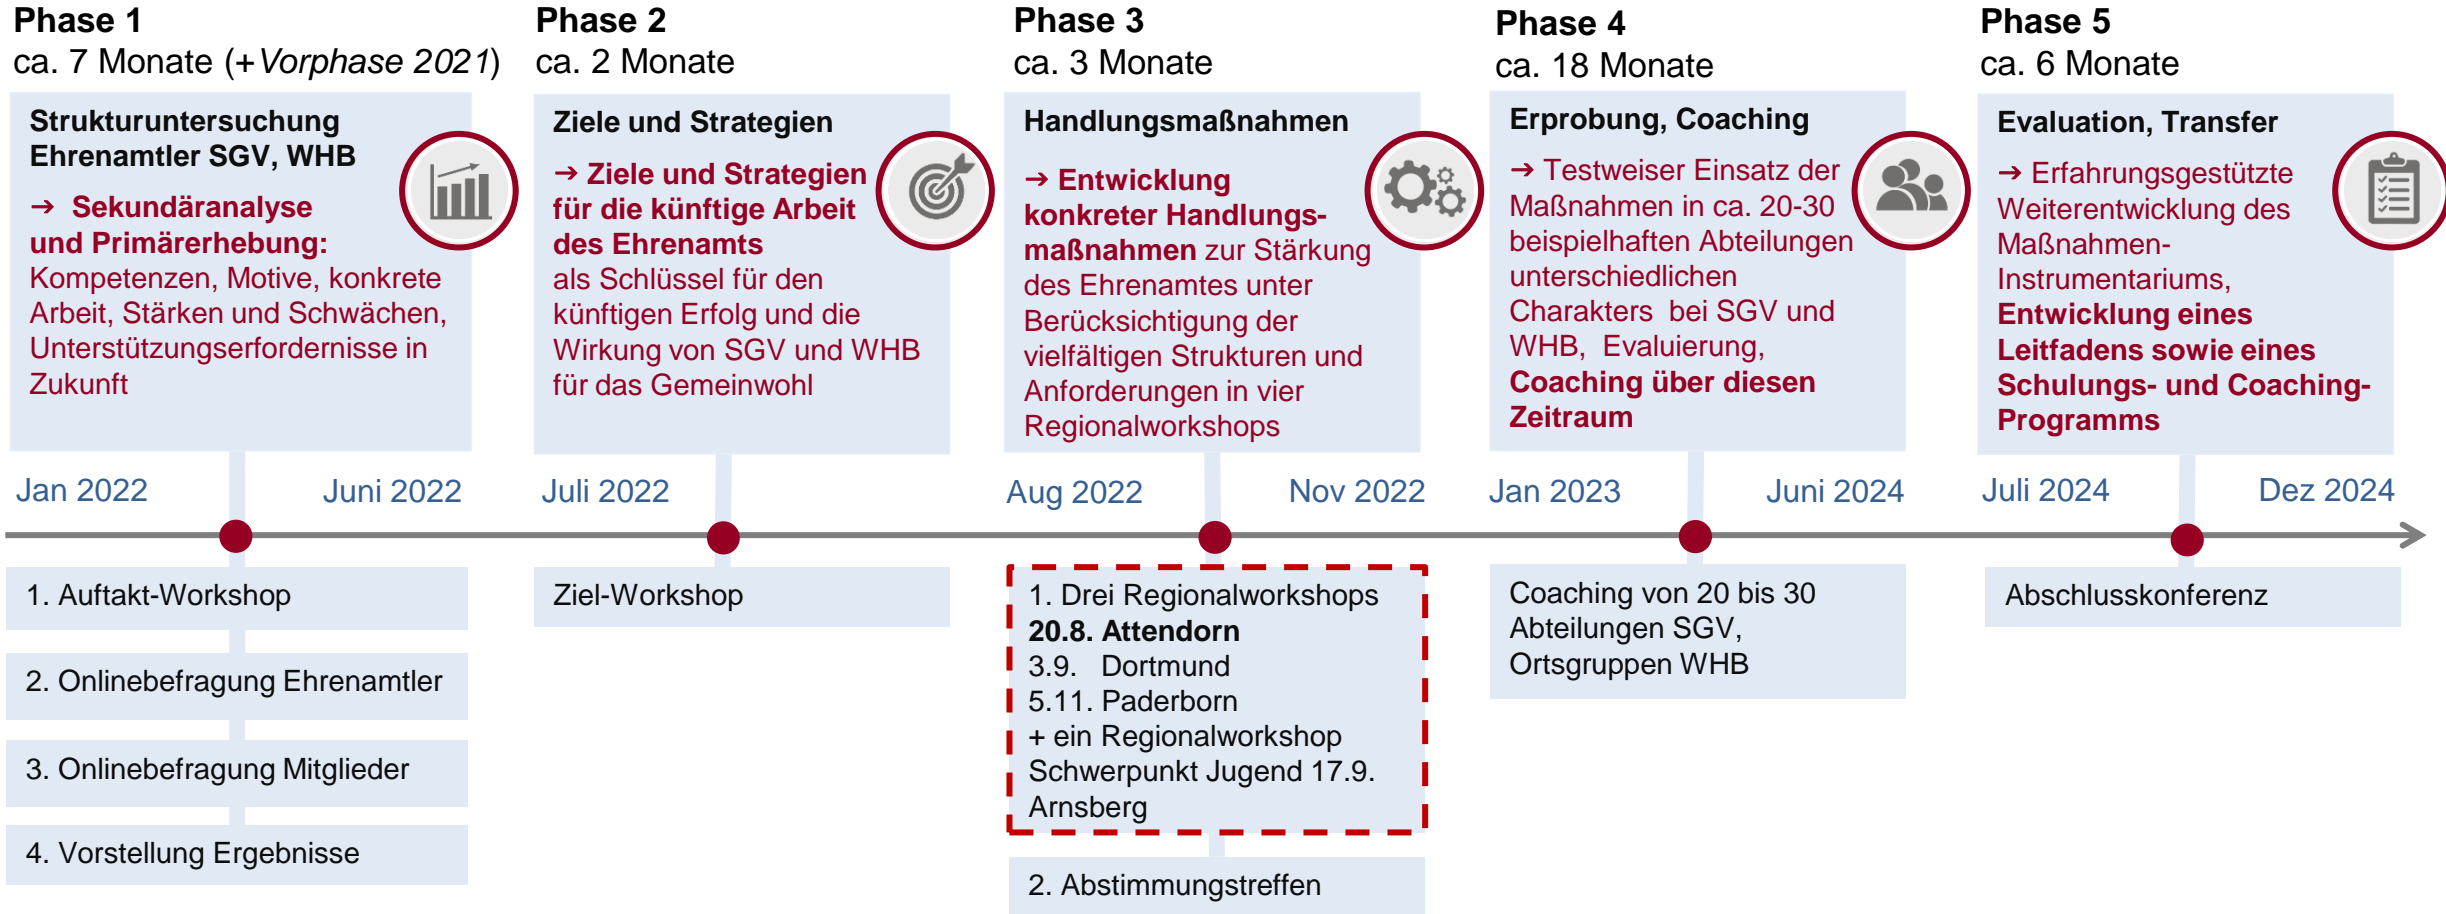 Phase 1
ca. 7 Monate (+Vorphase 2021)
Strukturuntersuchung
Ehrenamtler SGV, WHB
→ Sekundäranalyse
und Primärerhebung:
Kompetenzen, Motive, konkrete
Arbeit, Stärken und Schwächen,
Unterstützungserfordernisse in
Zukunft
Jan 2022
Juni 2022
1. Auftakt-Workshop
2. Onlinebefragung Ehrenamtler
3. Onlinebefragung Mitglieder
4. Vorstellung Ergebnisse
Phase 2
ca. 2 Monate
Ziele und Strategien
→ Ziele und Strategien
für die künftige Arbeit
des Ehrenamts
als Schlüssel für den
künftigen Erfolg und die
Wirkung von SGV und WHB
für das Gemeinwohl
Juli 2022
Ziel-Workshop
Phase 3
ca. 3 Monate
Handlungsmaßnahmen
→ Entwicklung
konkreter Handlungs-
maßnahmen zur Stärkung
des Ehrenamtes unter
Berücksichtigung der
vielfältigen Strukturen und
Anforderungen in vier
Regionalworkshops
Aug 2022
Nov 2022
1. Drei Regionalworkshops
20.8. Attendorn
3.9. Dortmund
5.11. Paderborn
+ ein Regionalworkshop
Schwerpunkt Jugend 17.9.
Arnsberg
2. Abstimmungstreffen
Phase 4
ca. 18 Monate
Erprobung, Coaching
→ Testweiser Einsatz der
Maßnahmen in ca. 20-30
beispielhaften Abteilungen
unterschiedlichen
Charakters bei SGV und
WHB, Evaluierung,
Coaching über diesen
Zeitraum
Jan 2023
Juni 2024
Coaching von 20 bis 30
Abteilungen SGV,
Ortsgruppen WHB
Phase 5
ca. 6 Monate
Evaluation, Transfer
→ Erfahrungsgestützte
Weiterentwicklung des
Maßnahmen-
Instrumentariums,
Entwicklung eines
Leitfadens sowie eines
Schulungs- und Coaching-
Programms
Juli 2024
Dez 2024
Abschlusskonferenz